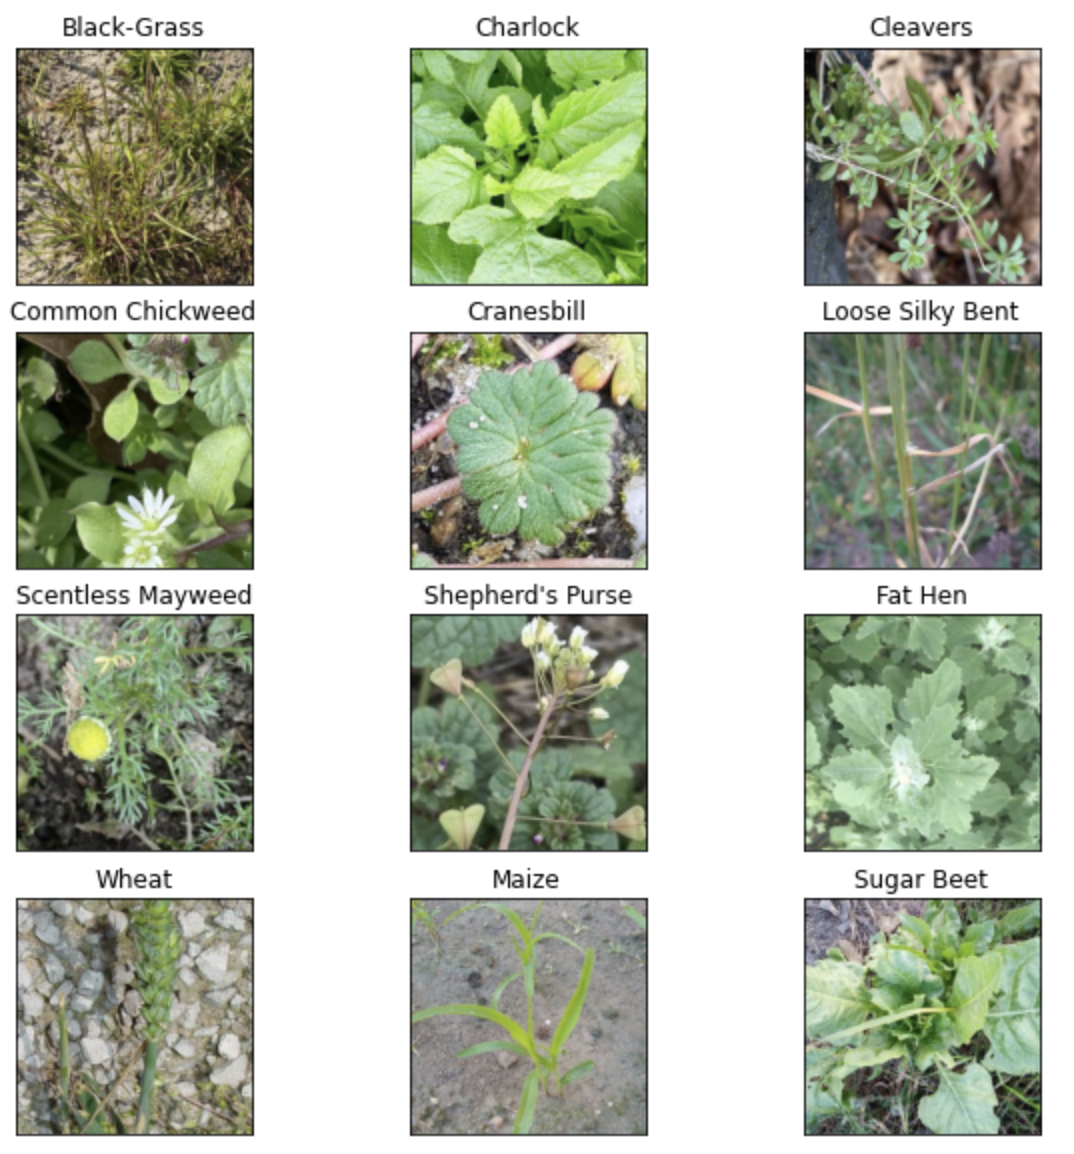 Black-Grass
Charlock
Cleavers
Common Chickweed
Cranesbill
Loose Silky Bent
Scentless Mayweed
Shepherd's Purse
Fat Hen
Wheat
Maize
Sugar Beet